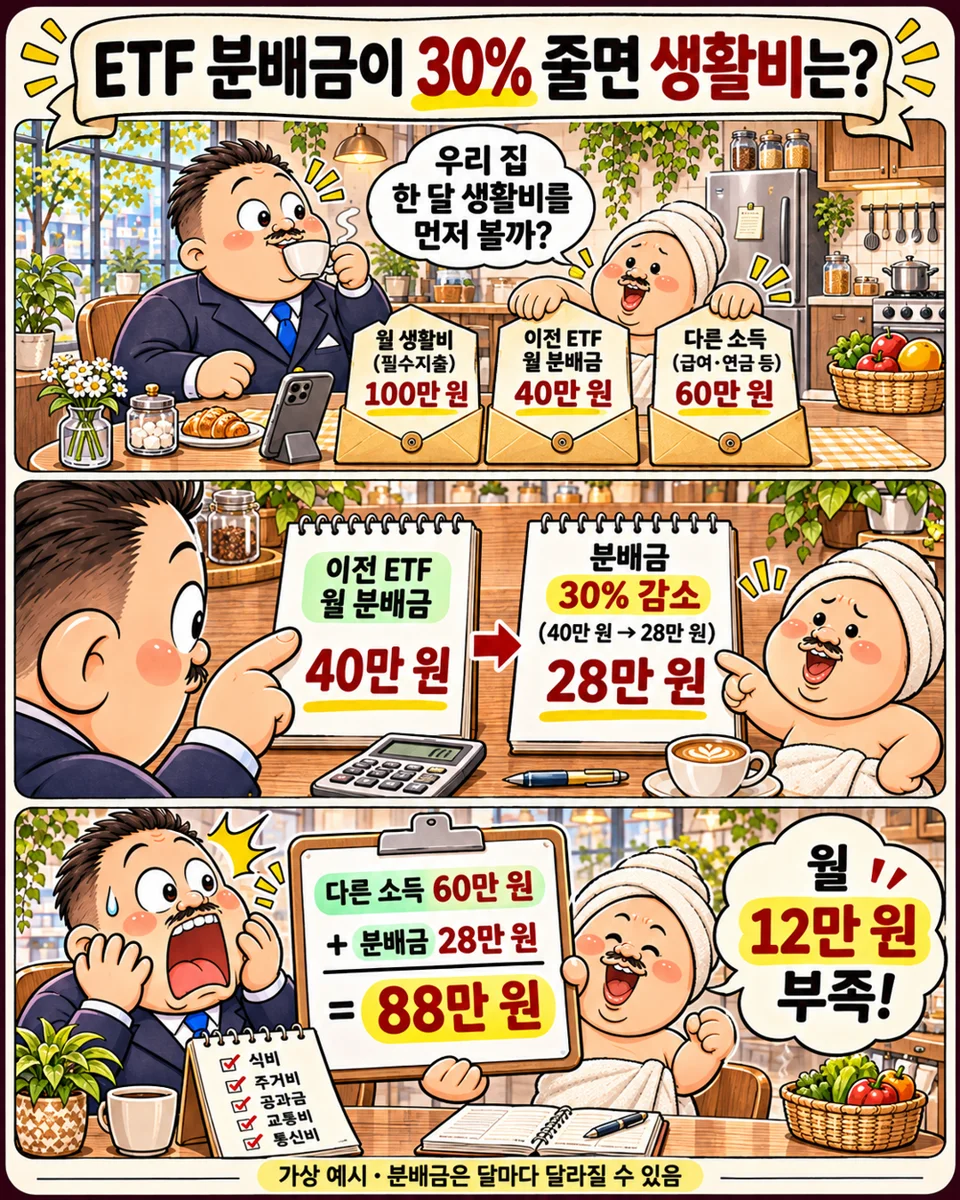 ETF 분배금이 30% 줄면 생활비는?
우리 집
한 달 생활비를
먼저 볼까?
월 생활비
(필수지출)
100만 원
이전 ETF
월 분배금
40만 원
다른 소득
(급여·연금 등)
60만 원
이전 ETF
월 분배금
40만 원
분배금
30% 감소
(40만 원 → 28만 원)
28만 원
다른 소득 60만 원
+ 분배금 28만 원
= 88만 원
월
12만 원
부족!
식비
주거비
공과금
교통비
통신비
가상 예시 · 분배금은 달마다 달라질 수 있음